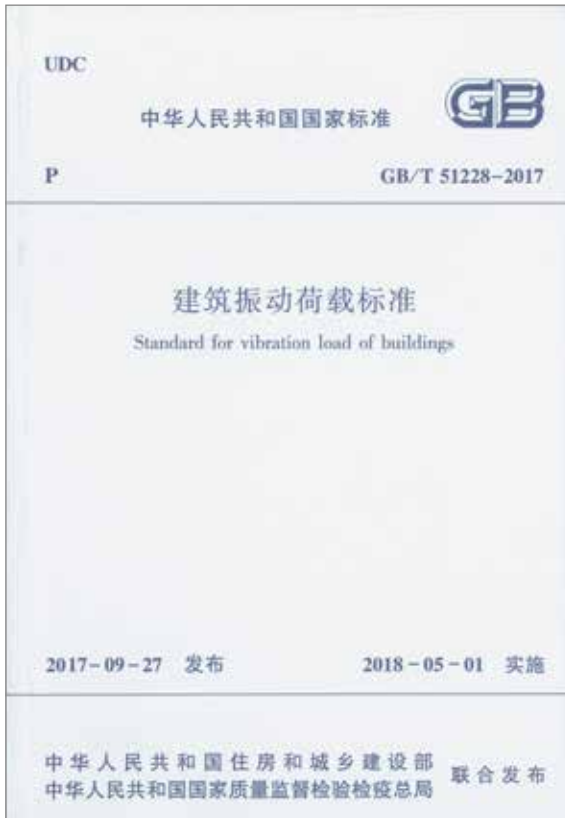 UDC
中华人民共和国国家标准 GB
P GB/T 51228-2017
建筑振动荷载标准
Standard for vibration load of buildings
2017-09-27 发布 2018-05-01 实施
中华人民共和国住房和城乡建设部
中华人民共和国国家质量监督检验检疫总局
联合发布